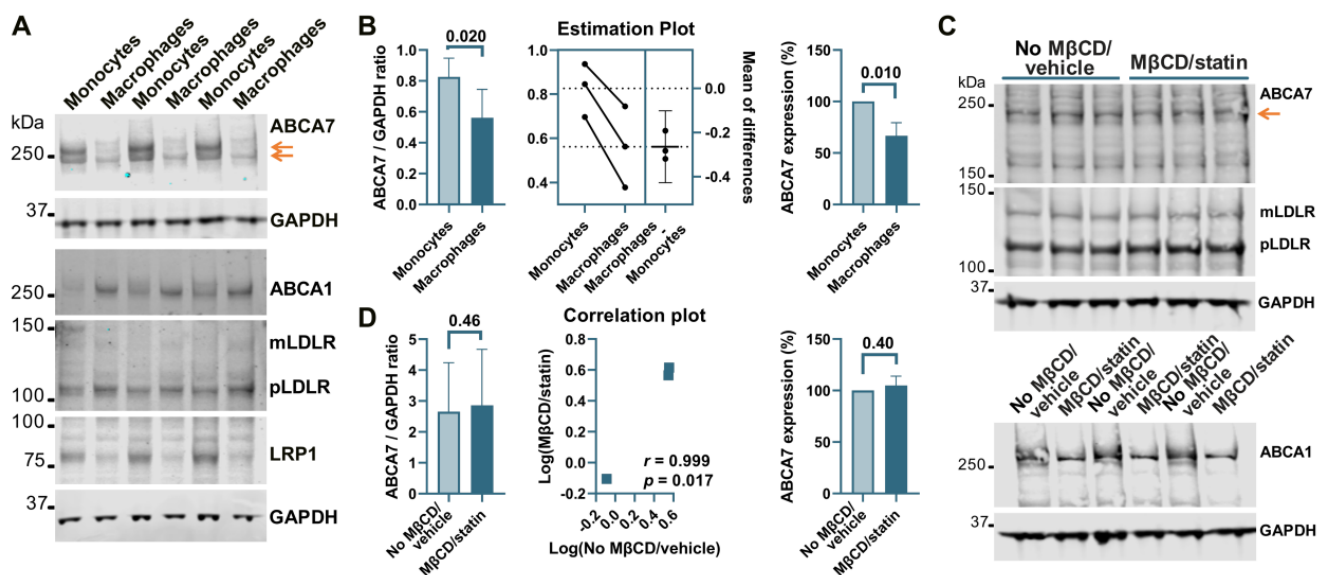 A
Monocytes
Macrophages
Monocytes
Macrophages
Monocytes
Macrophages
kDa
250
ABCA7
37
GAPDH
250
ABCA1
150
mLDLR
pLDLR
100
100
LRP1
75
37
GAPDH
B
0.020
ABCA7 / GAPDH ratio
1.0
0.8
0.6
0.4
0.2
0.0
Monocytes
Macrophages
Estimation Plot
1.0
0.8
0.6
0.4
0.0
-0.2
-0.4
Mean of differences
Monocytes
Macrophages
Macrophages
-
Monocytes
ABCA7 expression (%)
150
100
75
50
0
0.010
Monocytes
Macrophages
C
No MβCD/
vehicle
MβCD/statin
kDa
250
ABCA7
150
150
mLDLR
pLDLR
100
37
GAPDH
No MβCD/
vehicle
MβCD/statin
No MβCD/
vehicle
MβCD/statin
No MβCD/
vehicle
MβCD/statin
250
ABCA1
37
GAPDH
D
0.46
ABCA7 / GAPDH ratio
5
4
3
2
1
0
No MβCD/
vehicle
MβCD/statin
Correlation plot
Log(MβCD/statin)
0.8
0.6
0.4
0.2
0.0
-0.2
r = 0.999
p = 0.017
-0.2
0.0
0.2
0.4
0.6
Log(No MβCD/vehicle)
ABCA7 expression (%)
150
100
50
0
0.40
No MβCD/
vehicle
MβCD/statin